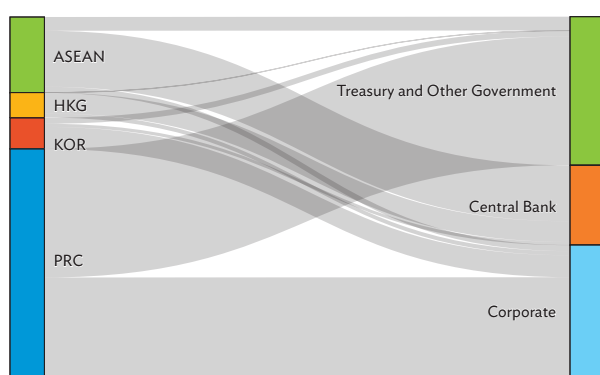 ASEAN
Treasury and Other Government
HKG
KOR
Central Bank
PRC
Corporate